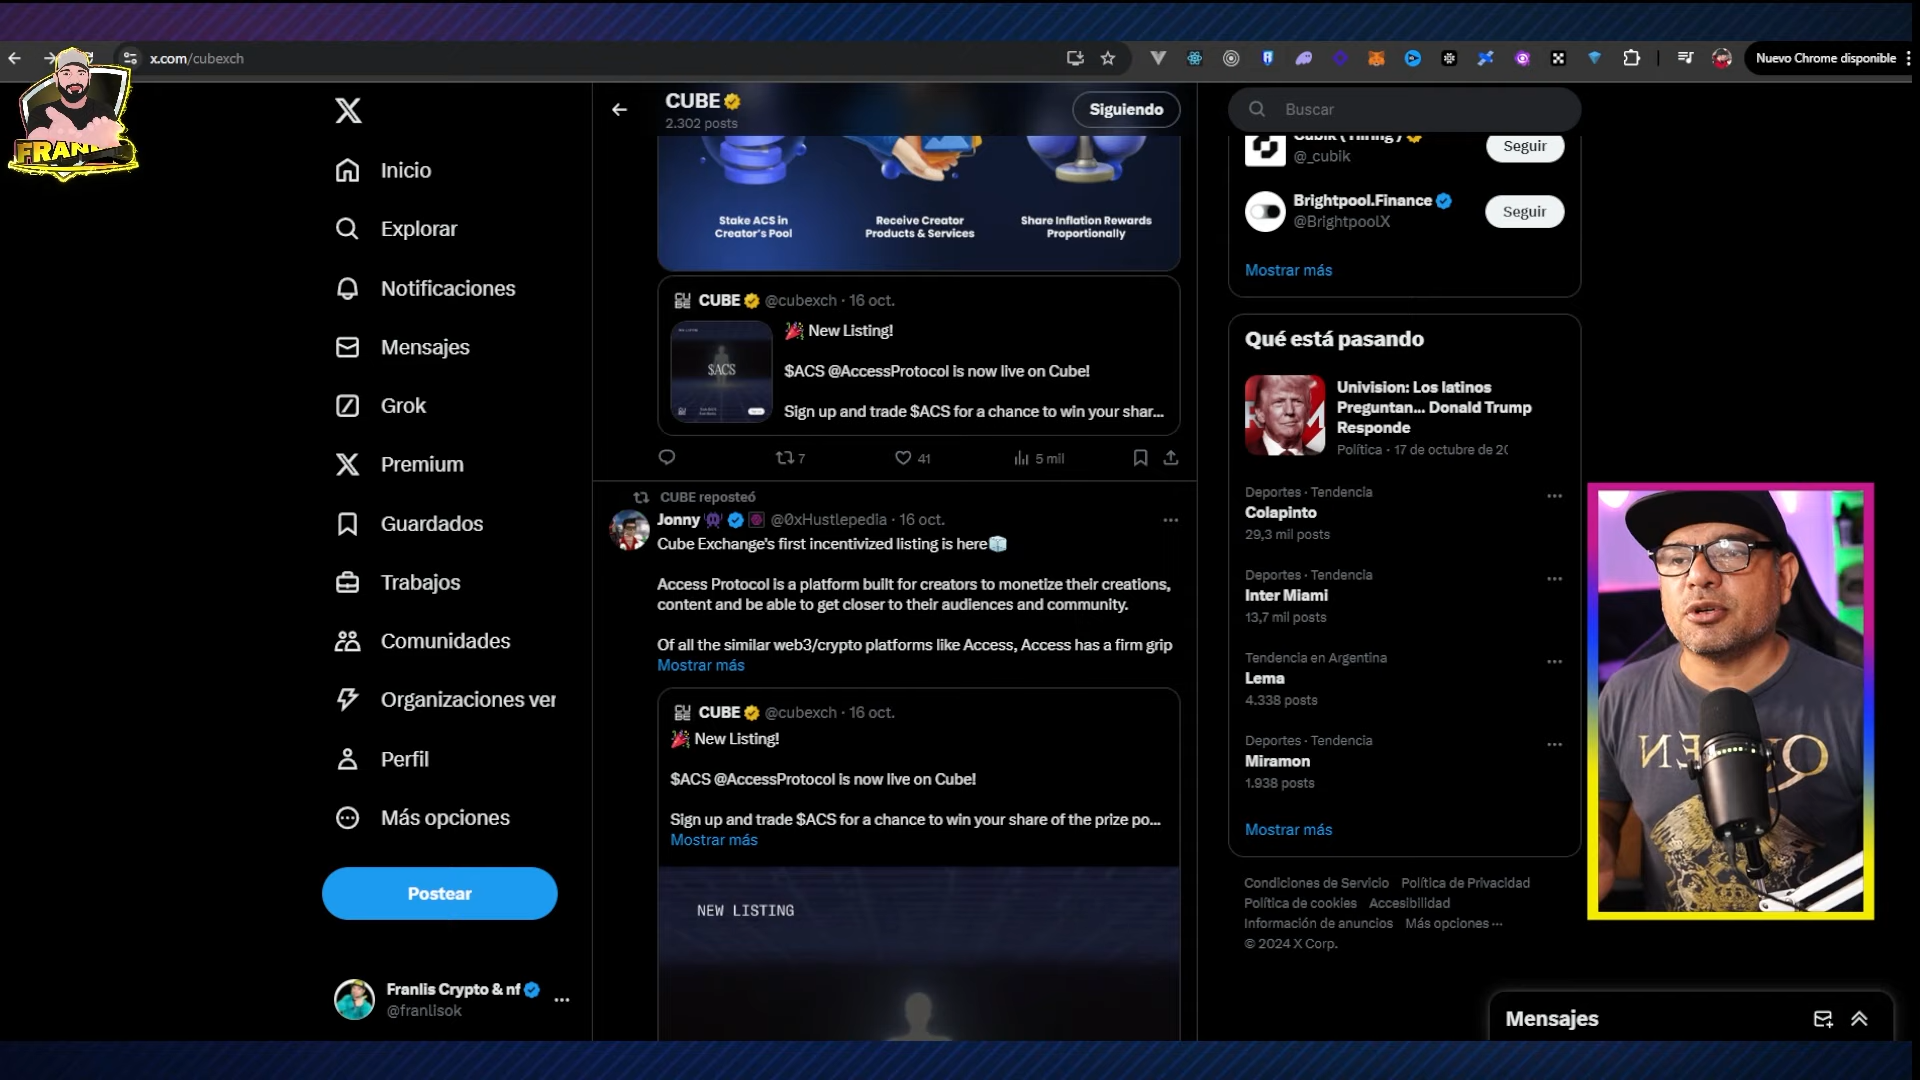 x.com/cubexch
Nuevo Chrome disponible
FRAN
Inicio
Explorar
Notificaciones
Mensajes
Grok
Premium
Guardados
Trabajos
Comunidades
Organizaciones ver
Perfil
Más opciones
Postear
Franlis Crypto & nf
@franlisok
CUBE
2.302 posts
Siguiendo
Stake ACS in
Creator's Pool
Receive Creator
Products & Services
Share Inflation Rewards
Proportionally
CUBE @cubexch · 16 oct.
$ACS
New Listing!
$ACS @AccessProtocol is now live on Cube!
Sign up and trade $ACS for a chance to win your shar...
7
41
5 mil
CUBE reposteó
Jonny @0xHustlepedia · 16 oct.
Cube Exchange's first incentivized listing is here
Access Protocol is a platform built for creators to monetize their creations,
content and be able to get closer to their audiences and community.
Of all the similar web3/crypto platforms like Access, Access has a firm grip
Mostrar más
CUBE @cubexch · 16 oct.
New Listing!
$ACS @AccessProtocol is now live on Cube!
Sign up and trade $ACS for a chance to win your share of the prize po...
Mostrar más
NEW LISTING
Buscar
Cubik (Hiring)
@_cubik
Seguir
Brightpool.Finance
@BrightpoolX
Seguir
Mostrar más
Qué está pasando
Univision: Los latinos
Preguntan... Donald Trump
Responde
Política · 17 de octubre de 20
Deportes · Tendencia
Colapinto
29,3 mil posts
Deportes · Tendencia
Inter Miami
13,7 mil posts
Tendencia en Argentina
Lema
4.338 posts
Deportes · Tendencia
Miramon
1.938 posts
Mostrar más
Condiciones de Servicio Política de Privacidad
Política de cookies Accesibilidad
Información de anuncios Más opciones ···
© 2024 X Corp.
QUEEN
Mensajes